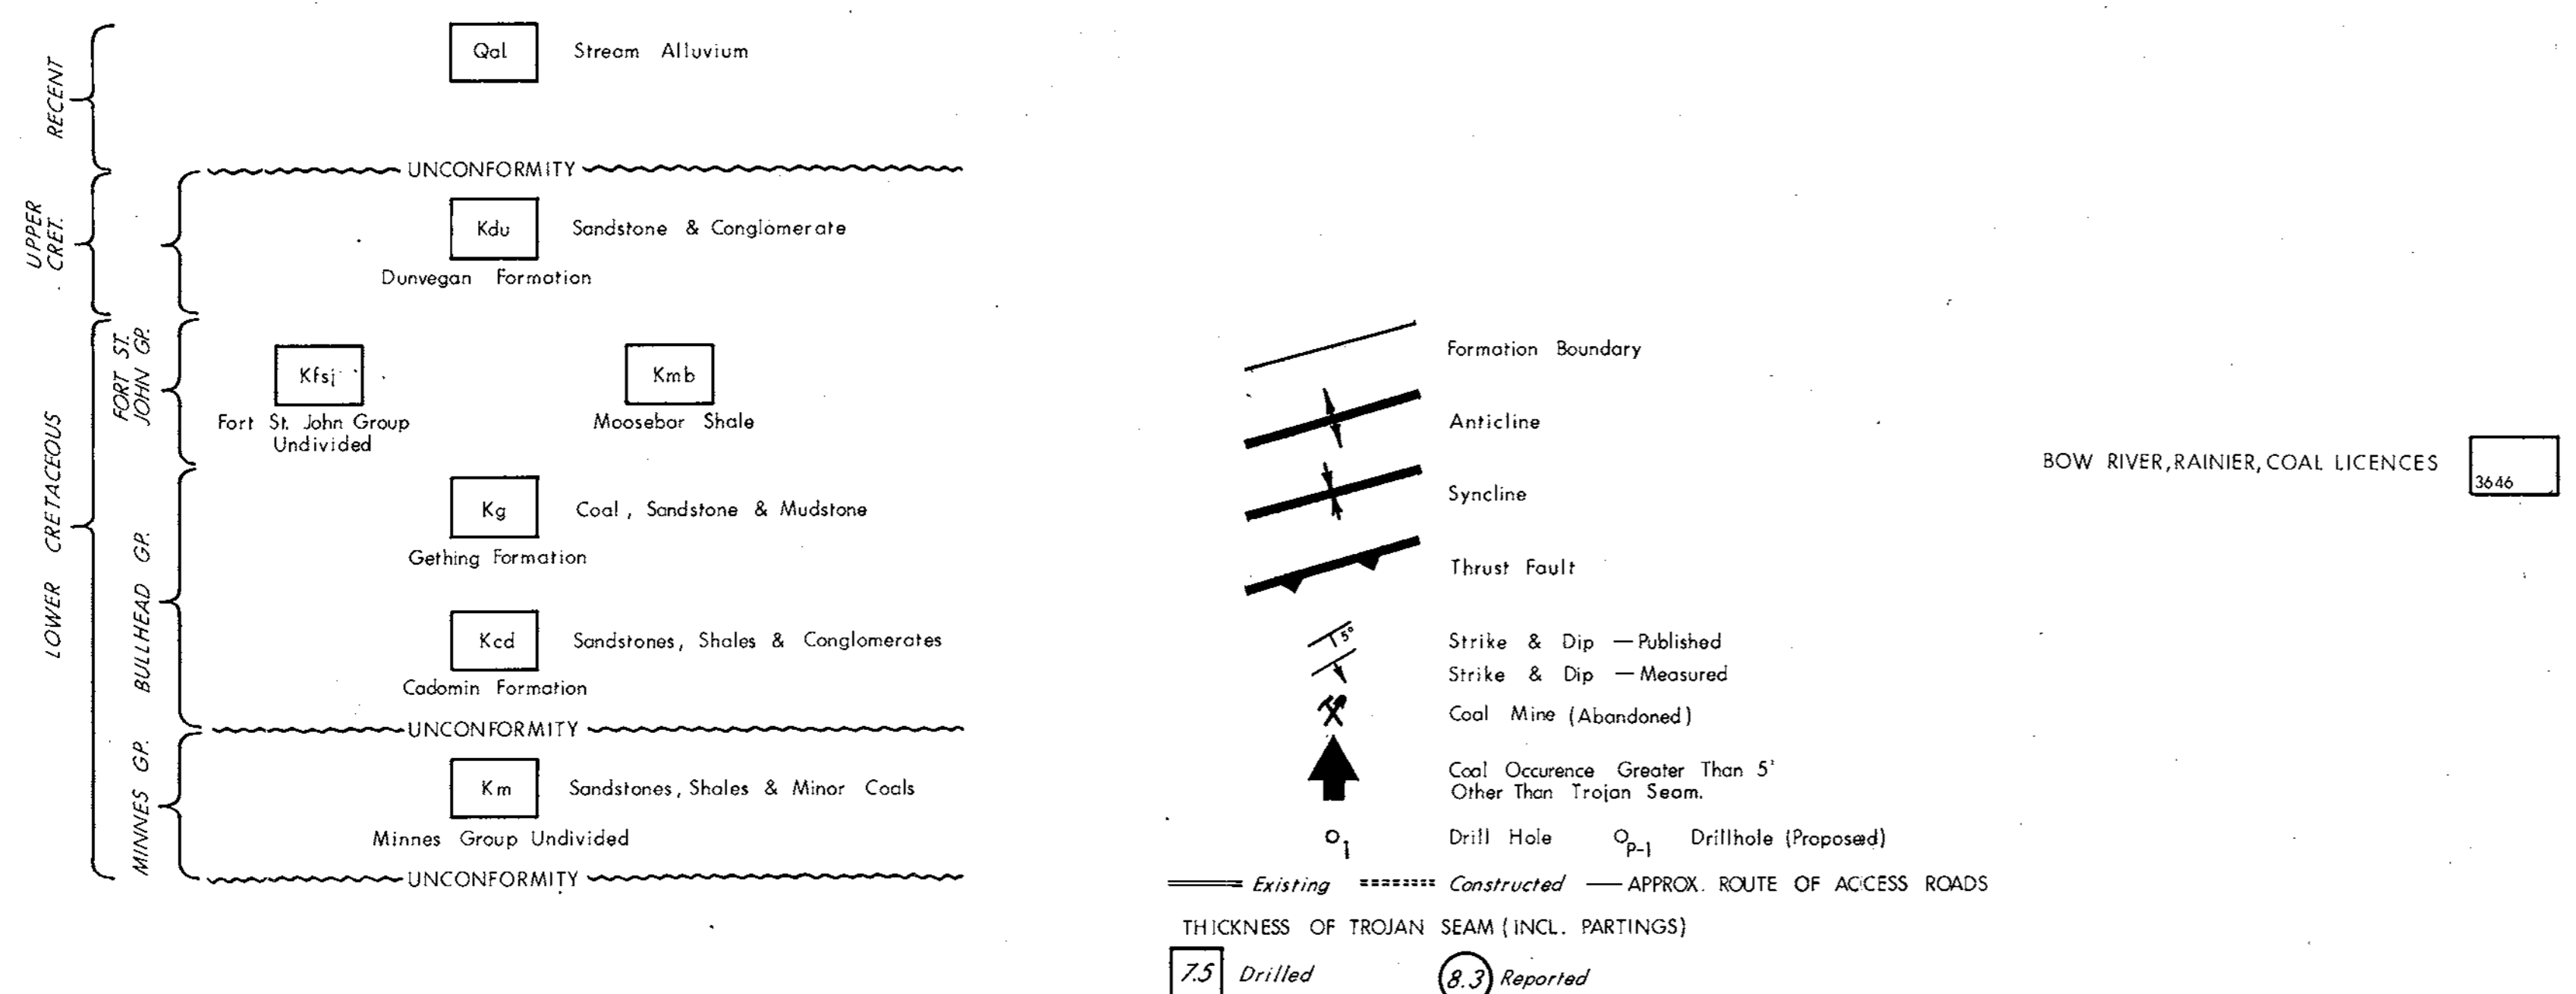 RECENT
Qal Stream Alluvium
UNCONFORMITY
UPPER
CRET.
Kdu Sandstone & Conglomerate
Dunvegan Formation
LOWER CRETACEOUS
FORT ST.
JOHN GP.
Kfsj Kmb
Fort St. John Group
Undivided
Moosebar Shale
BULLHEAD GP.
Kg Coal, Sandstone & Mudstone
Gething Formation
Kcd Sandstones, Shales & Conglomerates
Cadomin Formation
UNCONFORMITY
MINNES GP.
Km Sandstones, Shales & Minor Coals
Minnes Group Undivided
UNCONFORMITY
Formation Boundary
Anticline
Syncline
Thrust Fault
5° Strike & Dip — Published
Strike & Dip — Measured
Coal Mine (Abandoned)
Coal Occurence Greater Than 5'
Other Than Trojan Seam.
1 Drill Hole P-1 Drillhole (Proposed)
Existing Constructed — APPROX. ROUTE OF ACCESS ROADS
THICKNESS OF TROJAN SEAM (INCL. PARTINGS)
7.5 Drilled 8.3 Reported
BOW RIVER, RAINIER, COAL LICENCES 3646